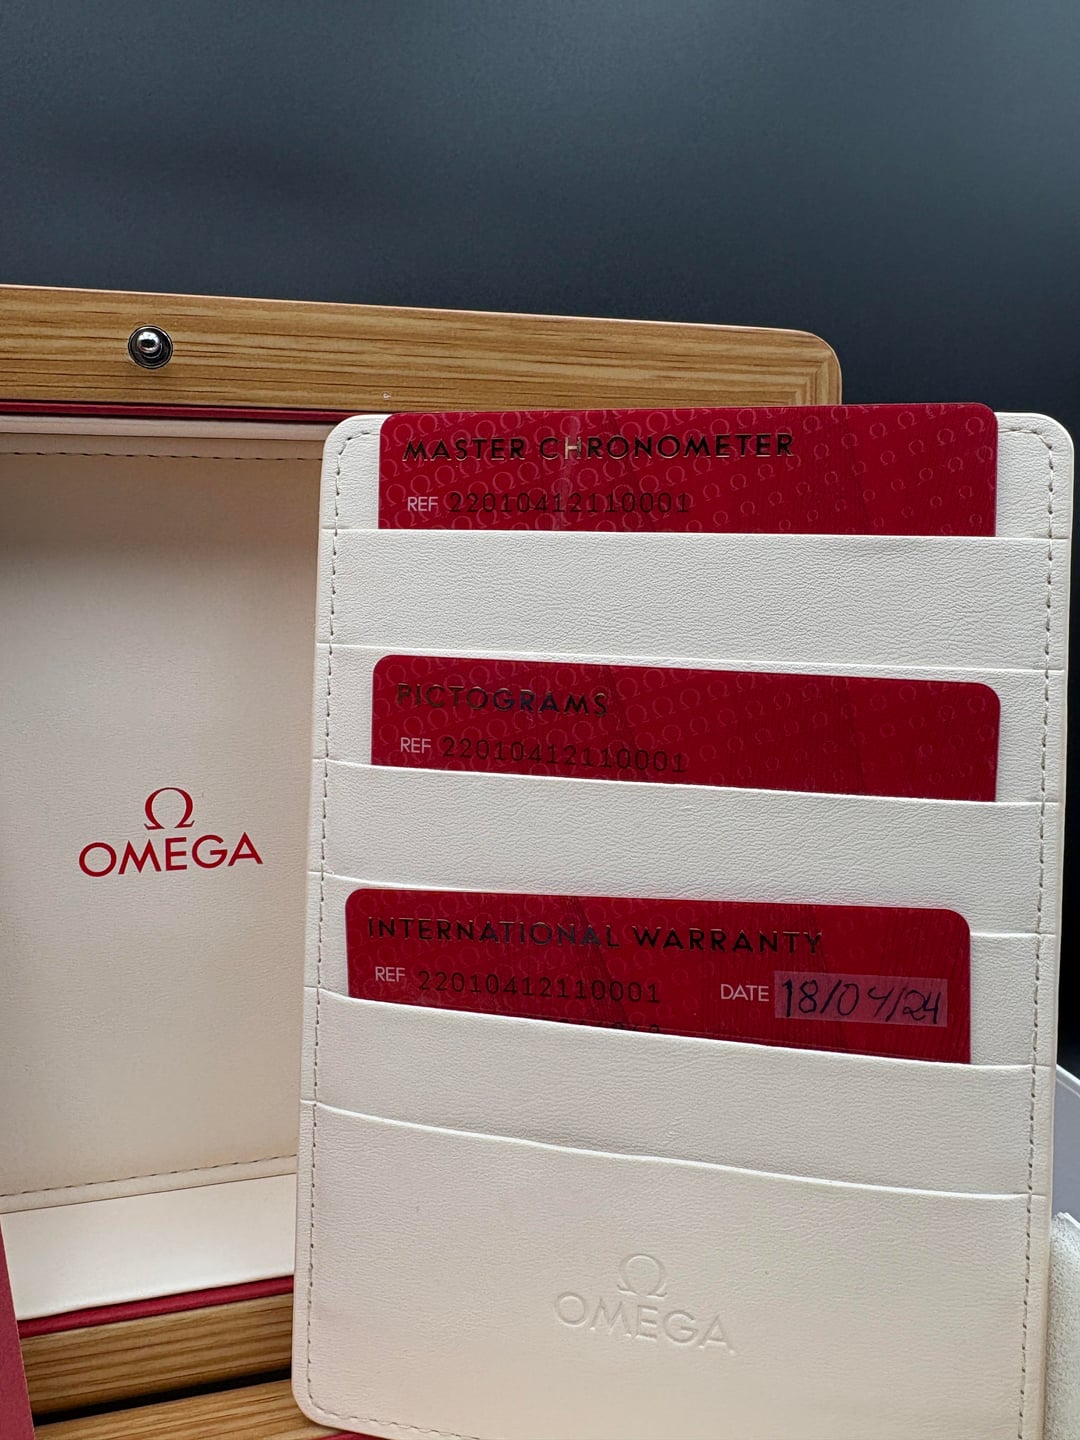 MASTER CHRONOMETER
REF 22010412110001
PICTOGRAMS
REF 22010412110001
Ω
OMEGA
INTERNATIONAL WARRANTY
REF 22010412110001 DATE 18/04/24
Ω
OMEGA